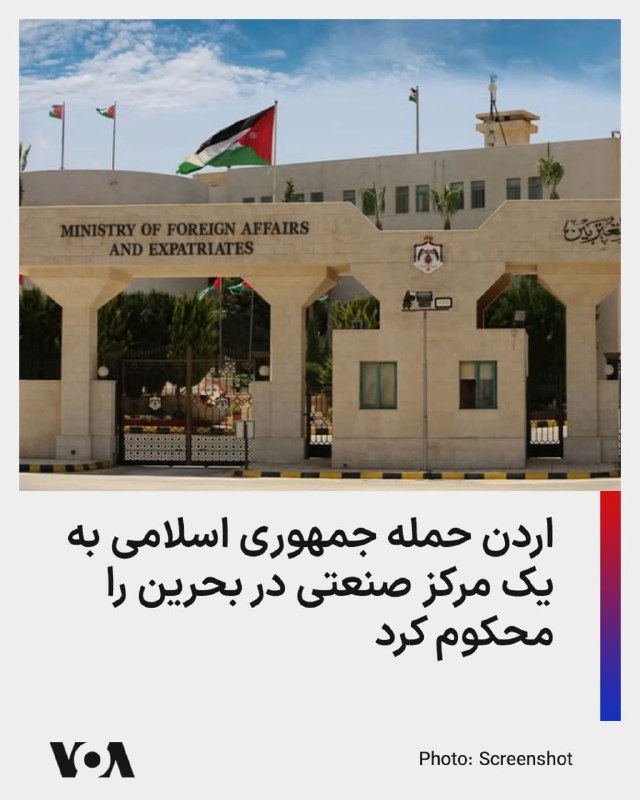 MINISTRY OF FOREIGN AFFAIRS
AND EXPATRIATES
اردن حمله جمهوری اسلامی به
یک مرکز صنعتی در بحرین را
محکوم کرد
VOA
Photo: Screenshot